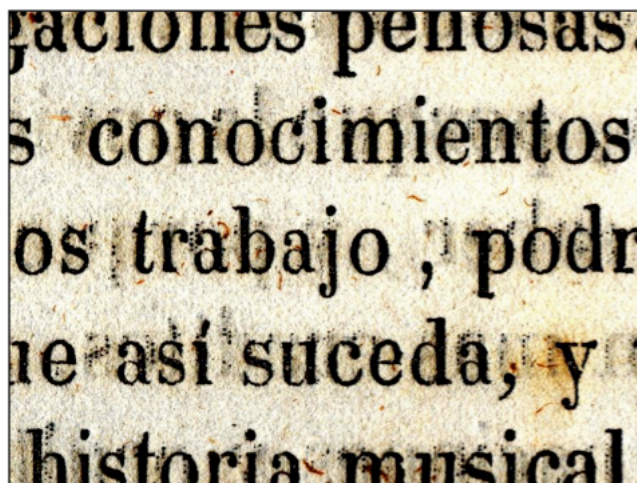 gaciones penosas.
s conocimientos
os trabajo , podr
ue así suceda, y
historia musical